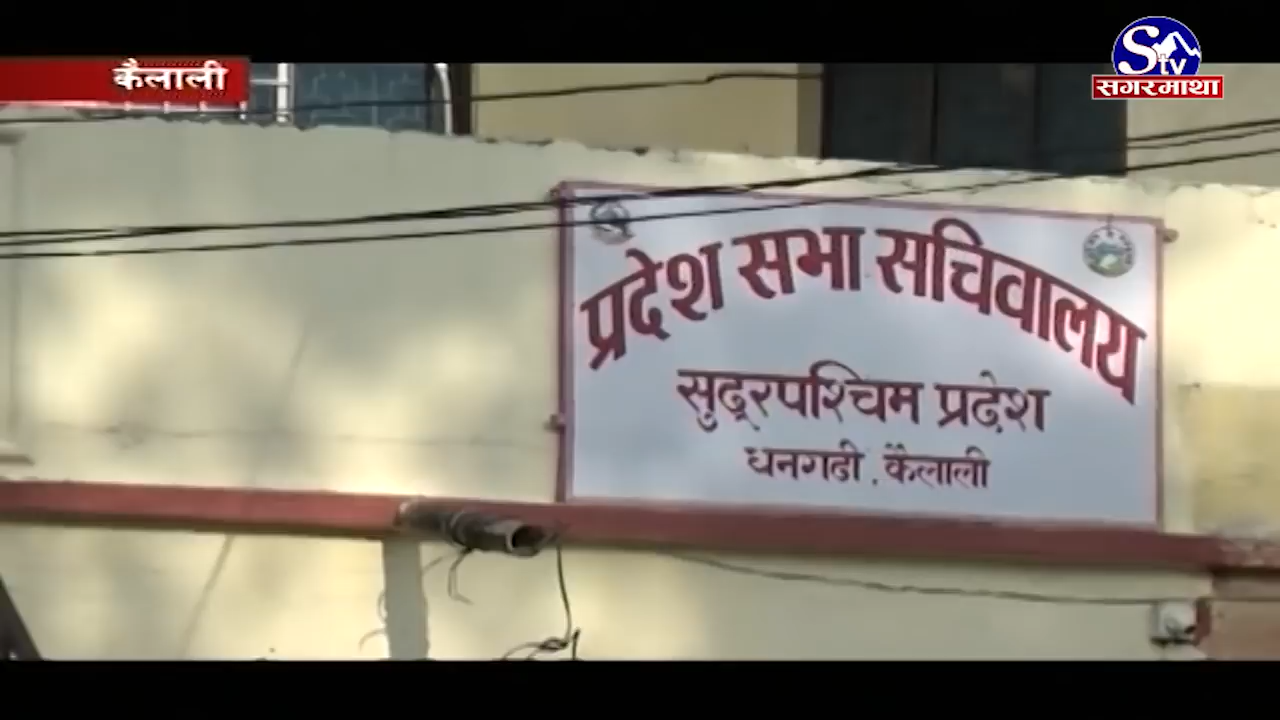 कैलाली
STV
सगरमाथा
प्रदेश सभा सचिवालय
सुदूरपश्चिम प्रदेश
धनगढी . कैलाली